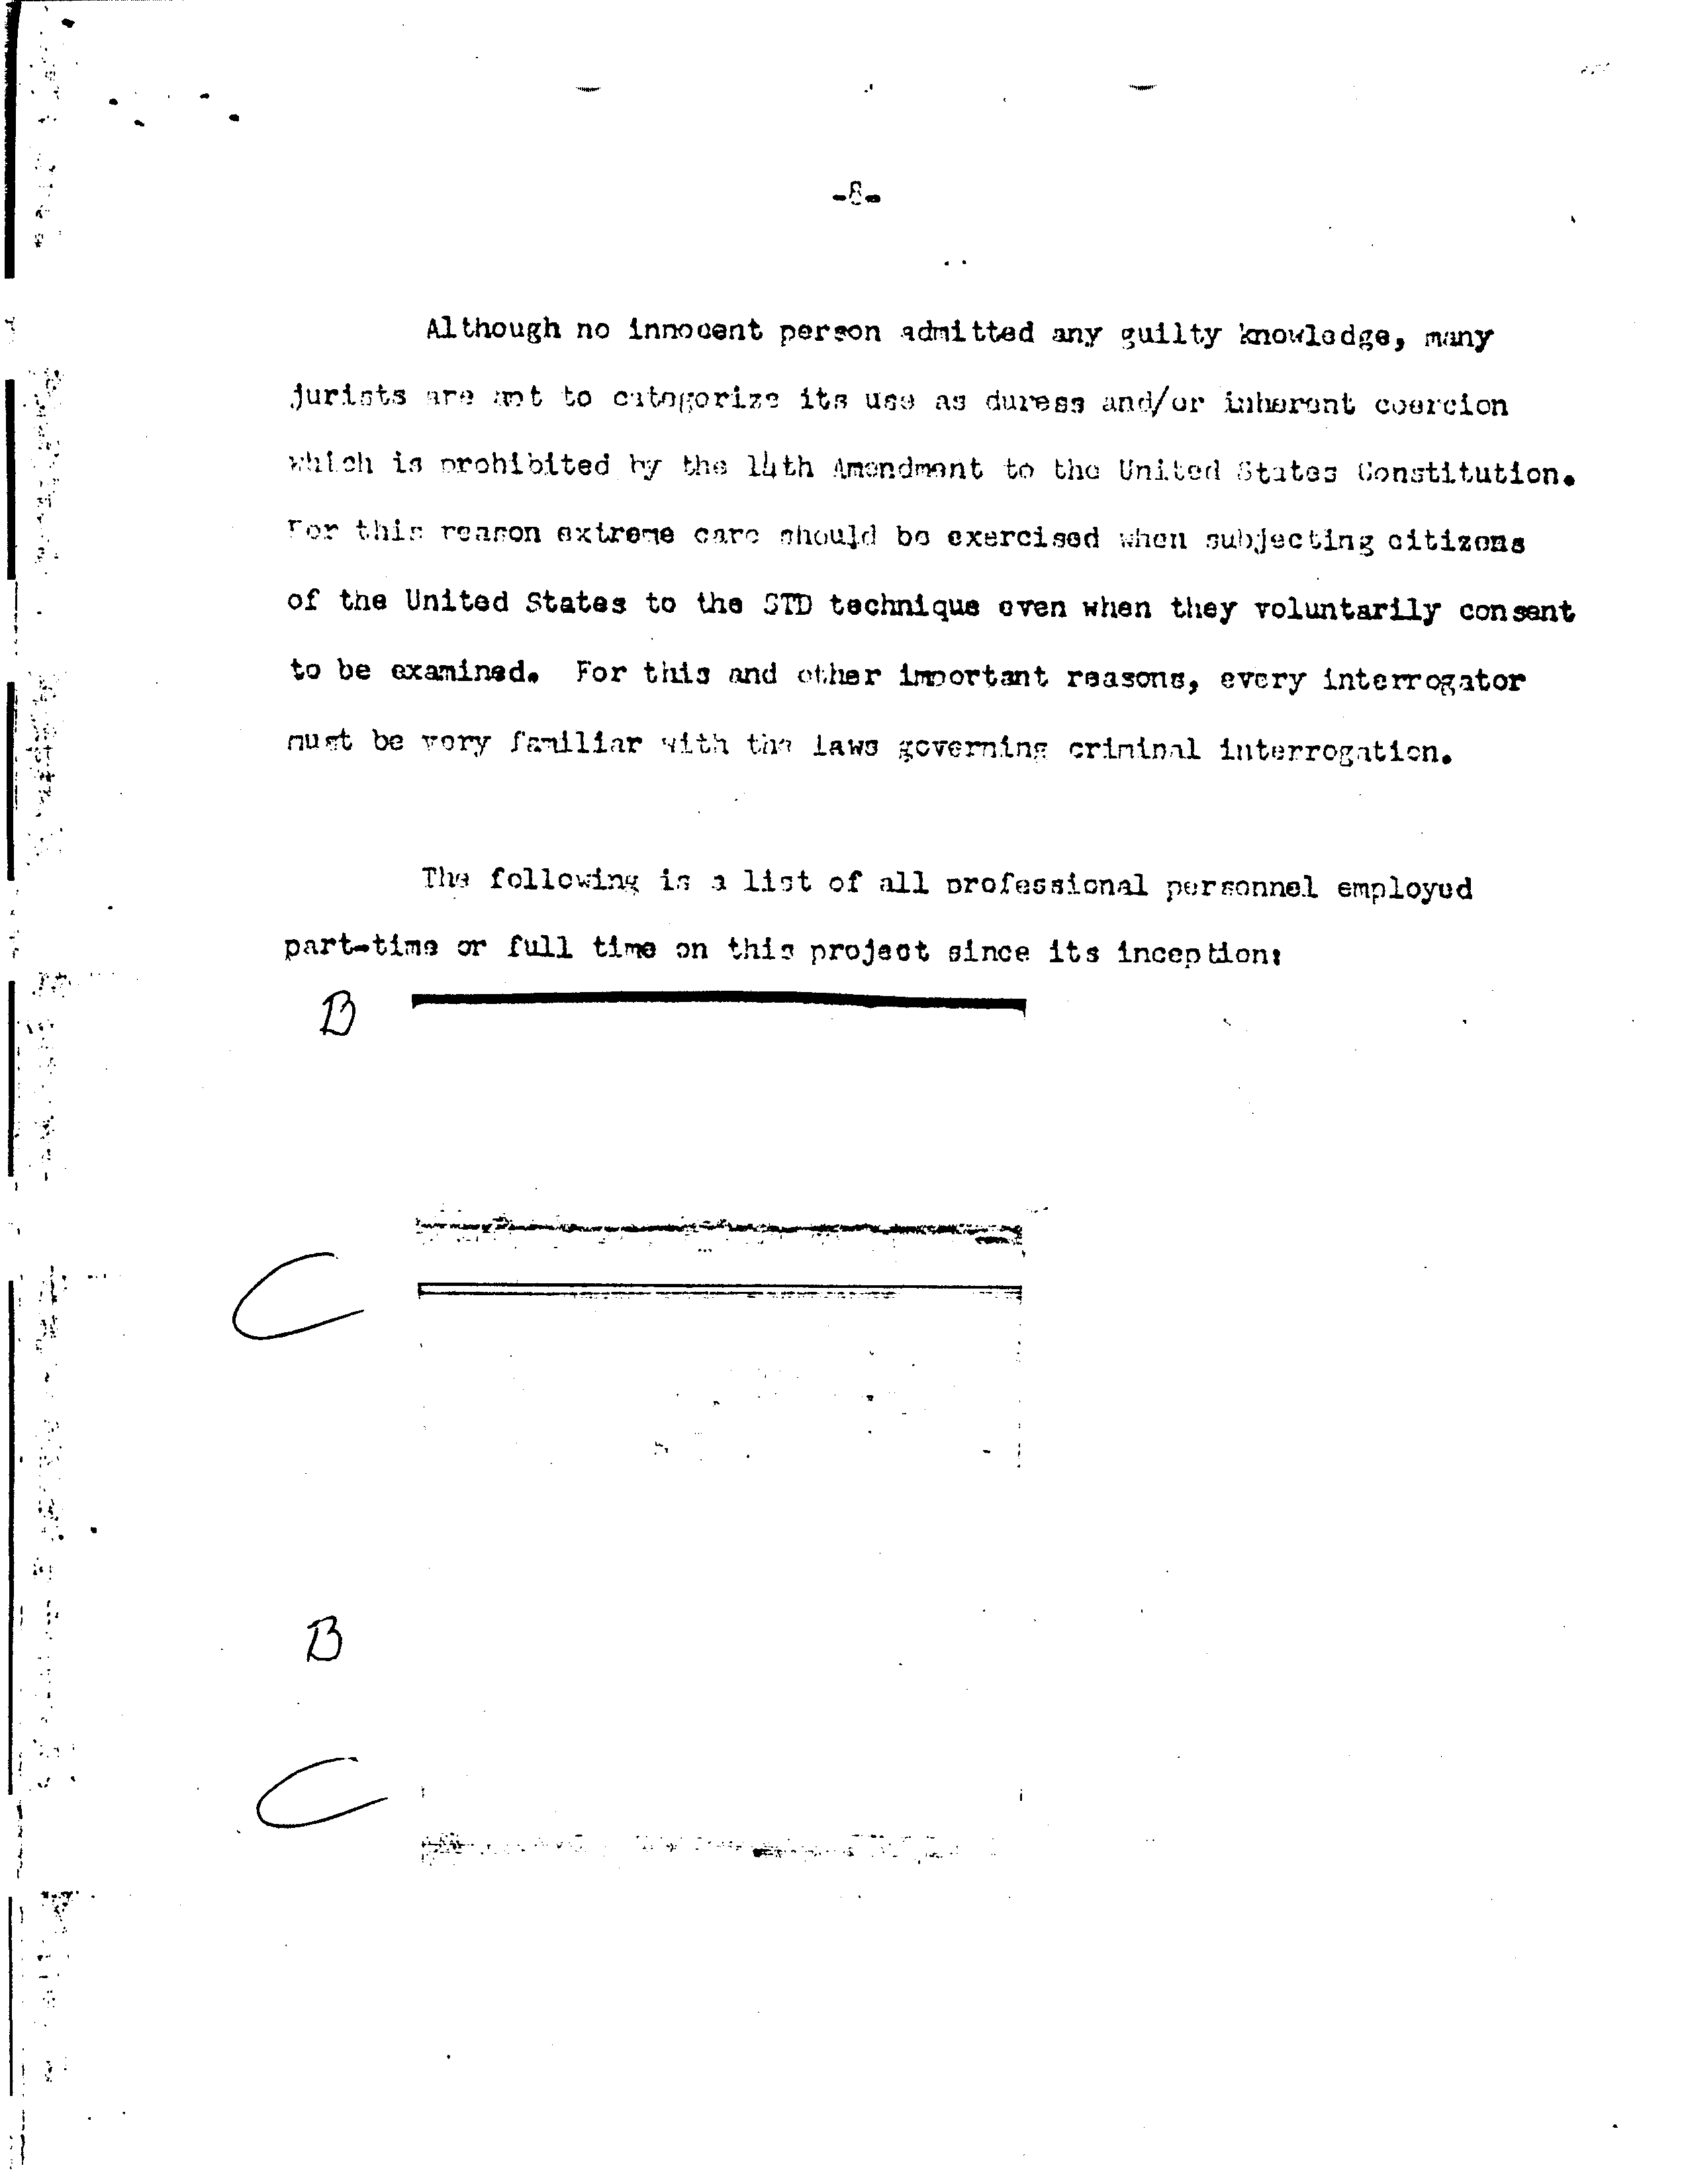 -8-
Although no innocent person admitted any guilty knowledge, many
jurists are apt to categorize its use as duress and/or inherent coercion
which is prohibited by the 14th Amendment to the United States Constitution.
For this reason extreme care should be exercised when subjecting citizens
of the United States to the STD technique even when they voluntarily consent
to be examined. For this and other important reasons, every interrogator
must be very familiar with the laws governing criminal interrogation.
The following is a list of all professional personnel employed
part-time or full time on this project since its inception:
B
C
B
C